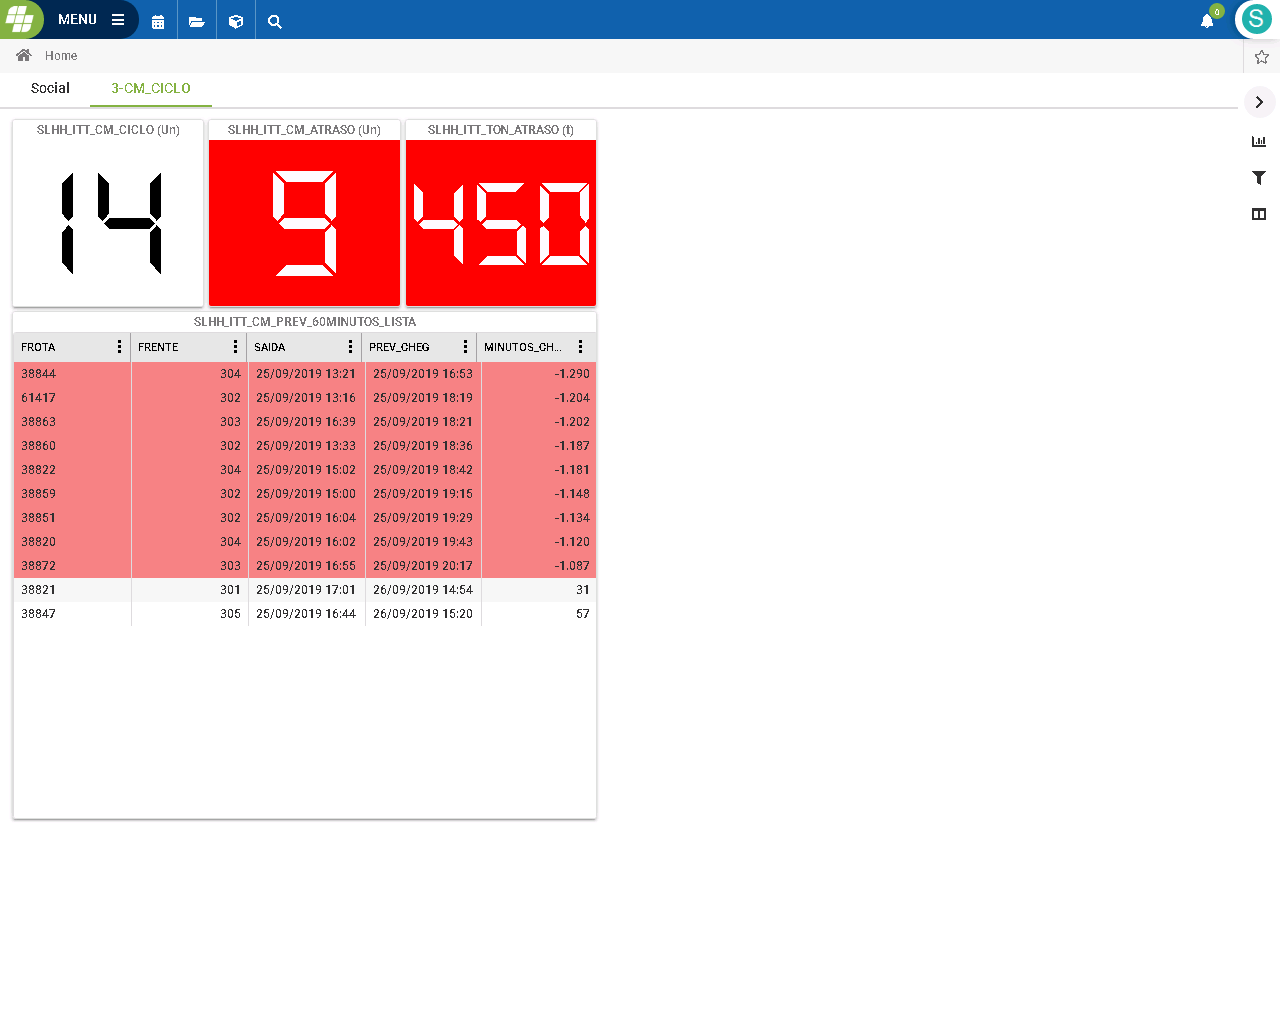 MENU
0
S
Home
Social 3-CM_CICLO
SLHH_ITT_CM_CICLO (Un) SLHH_ITT_CM_ATRASO (Un) SLHH_ITT_TON_ATRASO (t)
14 9 450
SLHH_ITT_CM_PREV_60MINUTOS_LISTA
FROTA FRENTE SAIDA PREV_CHEG MINUTOS_CH...
38844 304 25/09/2019 13:21 25/09/2019 16:53 -1.290
61417 302 25/09/2019 13:16 25/09/2019 18:19 -1.204
38863 303 25/09/2019 16:39 25/09/2019 18:21 -1.202
38860 302 25/09/2019 13:33 25/09/2019 18:36 -1.187
38822 304 25/09/2019 15:02 25/09/2019 18:42 -1.181
38859 302 25/09/2019 15:00 25/09/2019 19:15 -1.148
38851 302 25/09/2019 16:04 25/09/2019 19:29 -1.134
38820 304 25/09/2019 16:02 25/09/2019 19:43 -1.120
38872 303 25/09/2019 16:55 25/09/2019 20:17 -1.087
38821 301 25/09/2019 17:01 26/09/2019 14:54 31
38847 305 25/09/2019 16:44 26/09/2019 15:20 57